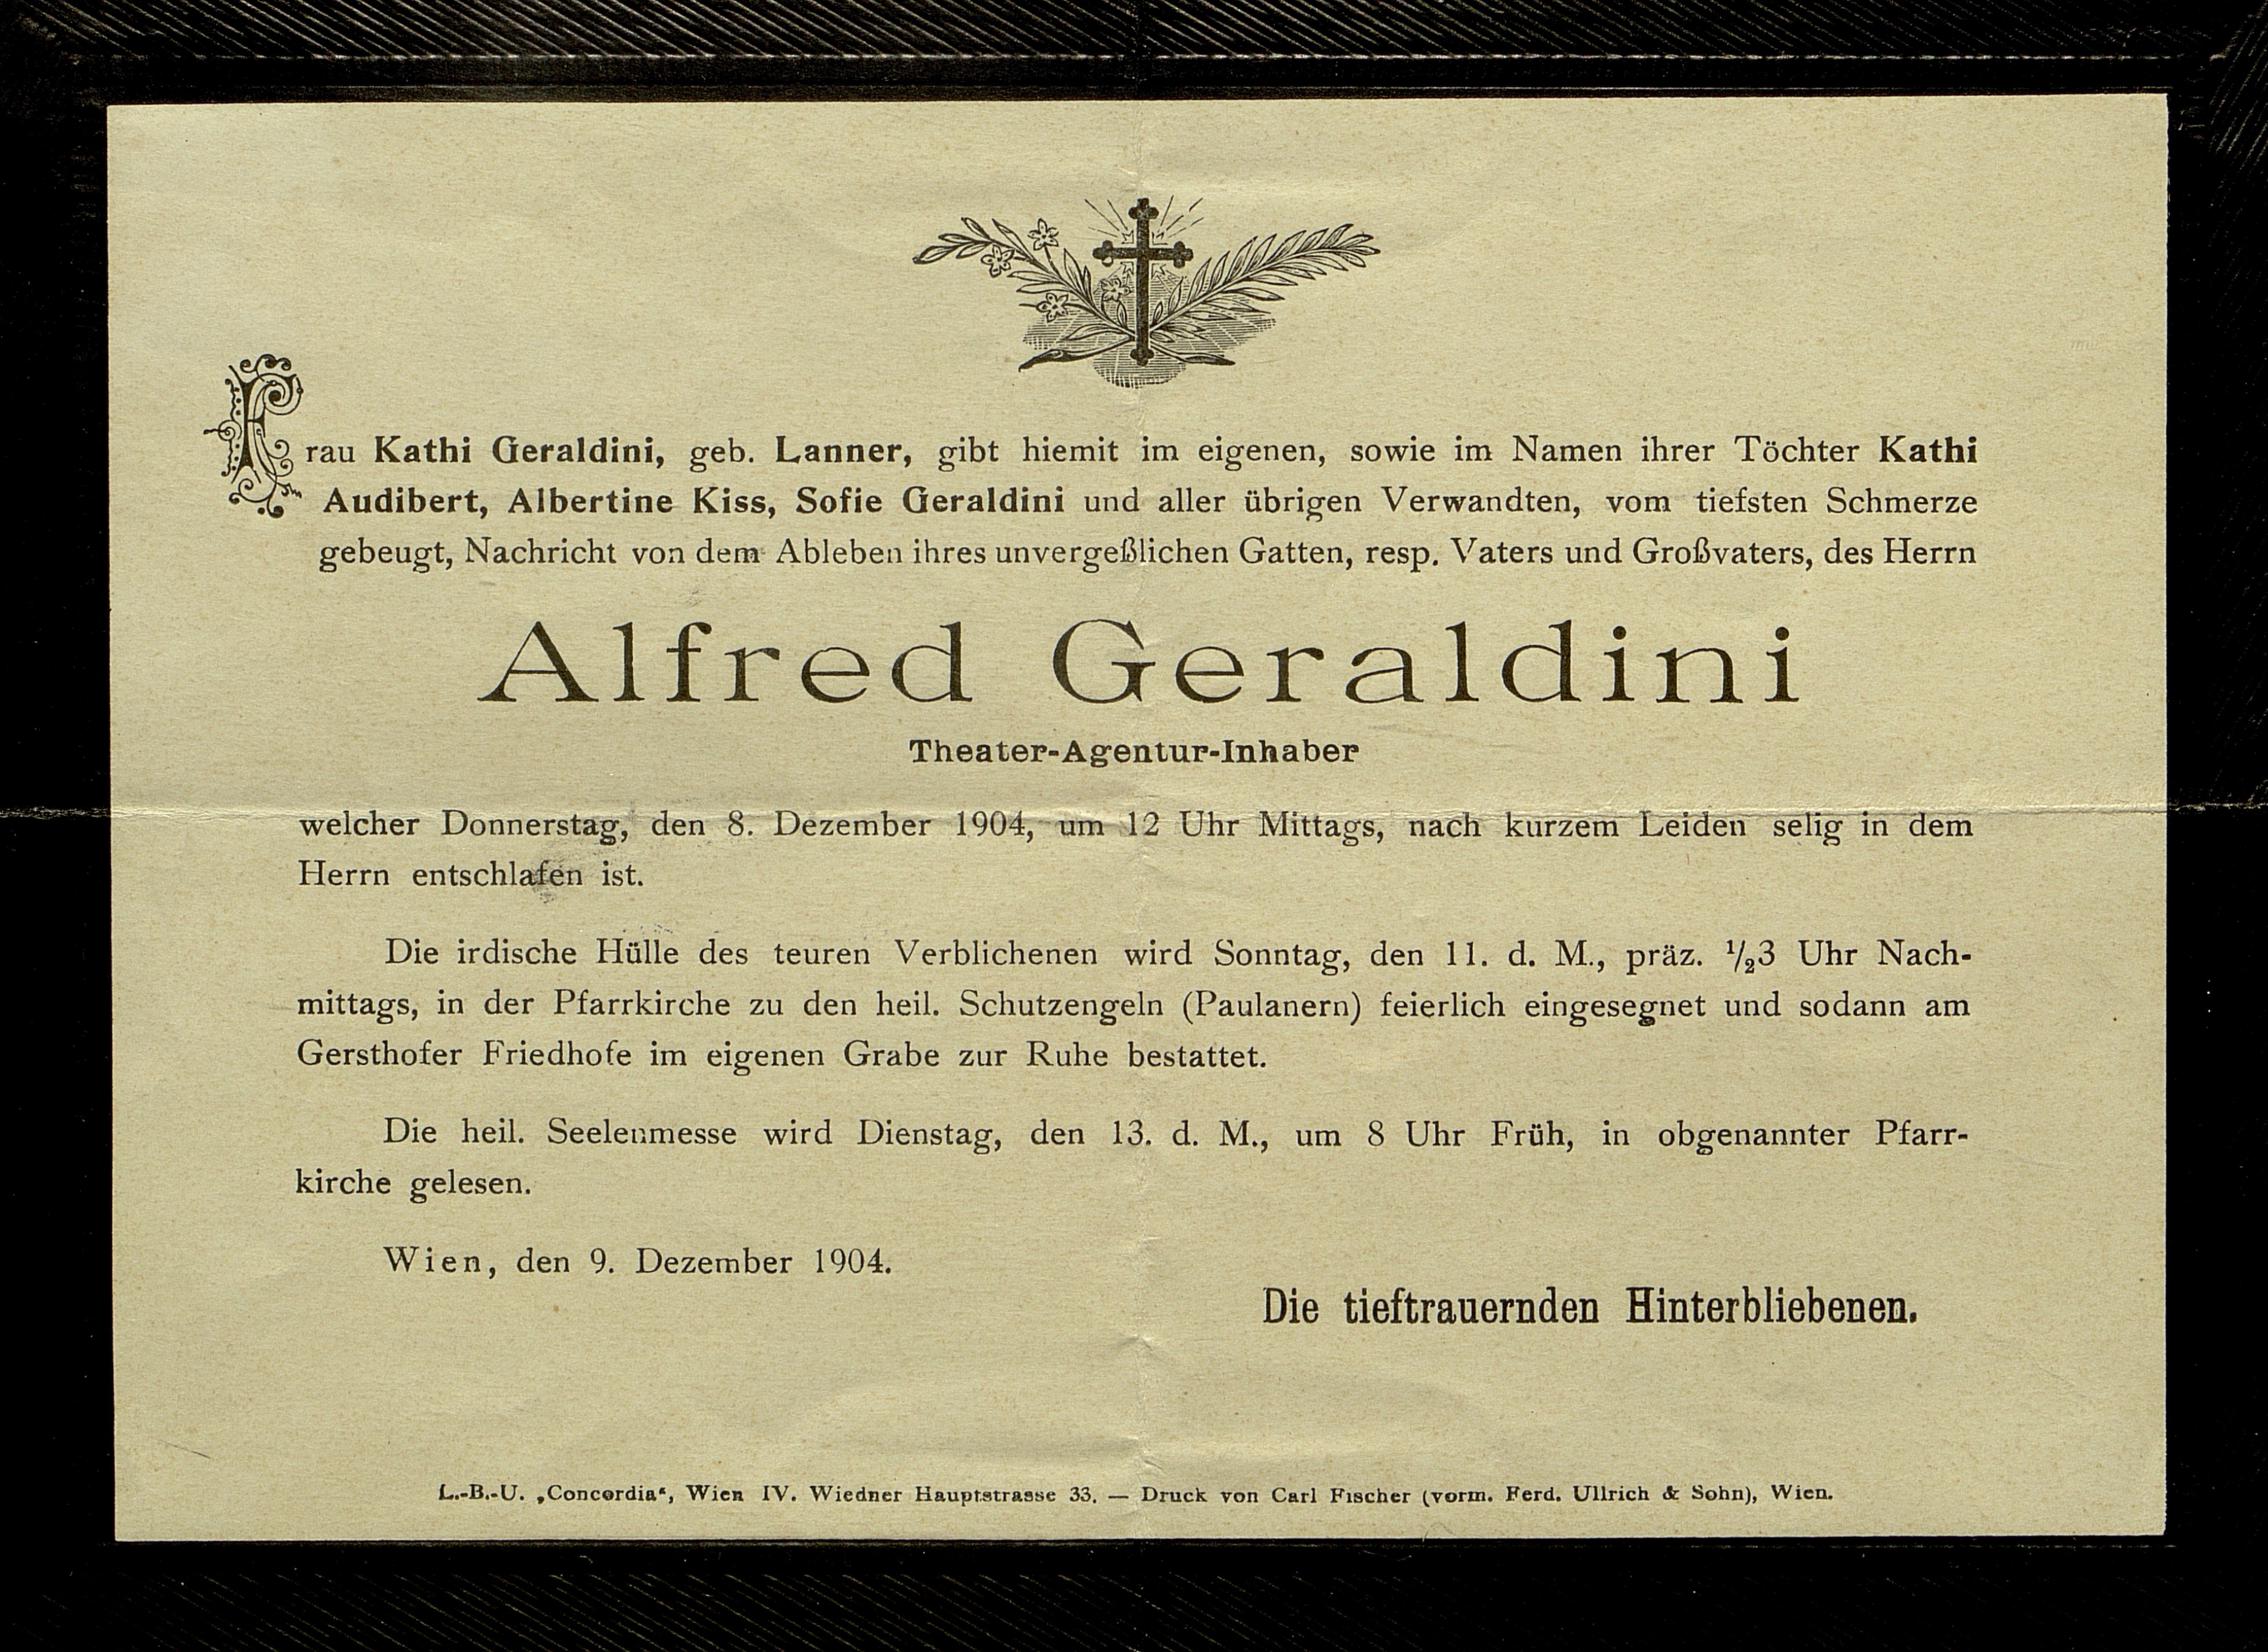 Frau Kathi Geraldini, geb. Lanner, gibt hiemit im eigenen, sowie im Namen ihrer Töchter Kathi
Audibert, Albertine Kiss, Sofie Geraldini und aller übrigen Verwandten, vom tiefsten Schmerze
gebeugt, Nachricht von dem Ableben ihres unvergeßlichen Gatten, resp. Vaters und Großvaters, des Herrn
Alfred Geraldini
Theater-Agentur-Inhaber
welcher Donnerstag, den 8. Dezember 1904, um 12 Uhr Mittags, nach kurzem Leiden selig in dem
Herrn entschlafen ist.
Die irdische Hülle des teuren Verblichenen wird Sonntag, den 11. d. M., präz. ½3 Uhr Nach-
mittags, in der Pfarrkirche zu den heil. Schutzengeln (Paulanern) feierlich eingesegnet und sodann am
Gersthofer Friedhofe im eigenen Grabe zur Ruhe bestattet.
Die heil. Seelenmesse wird Dienstag, den 13. d. M., um 8 Uhr Früh, in obgenannter Pfarr-
kirche gelesen.
Wien, den 9. Dezember 1904.
Die tieftrauernden Hinterbliebenen.
L.-B.-U. „Concordia“, Wien IV. Wiedner Hauptstrasse 33. — Druck von Carl Fischer (vorm. Ferd. Ullrich & Sohn), Wien.